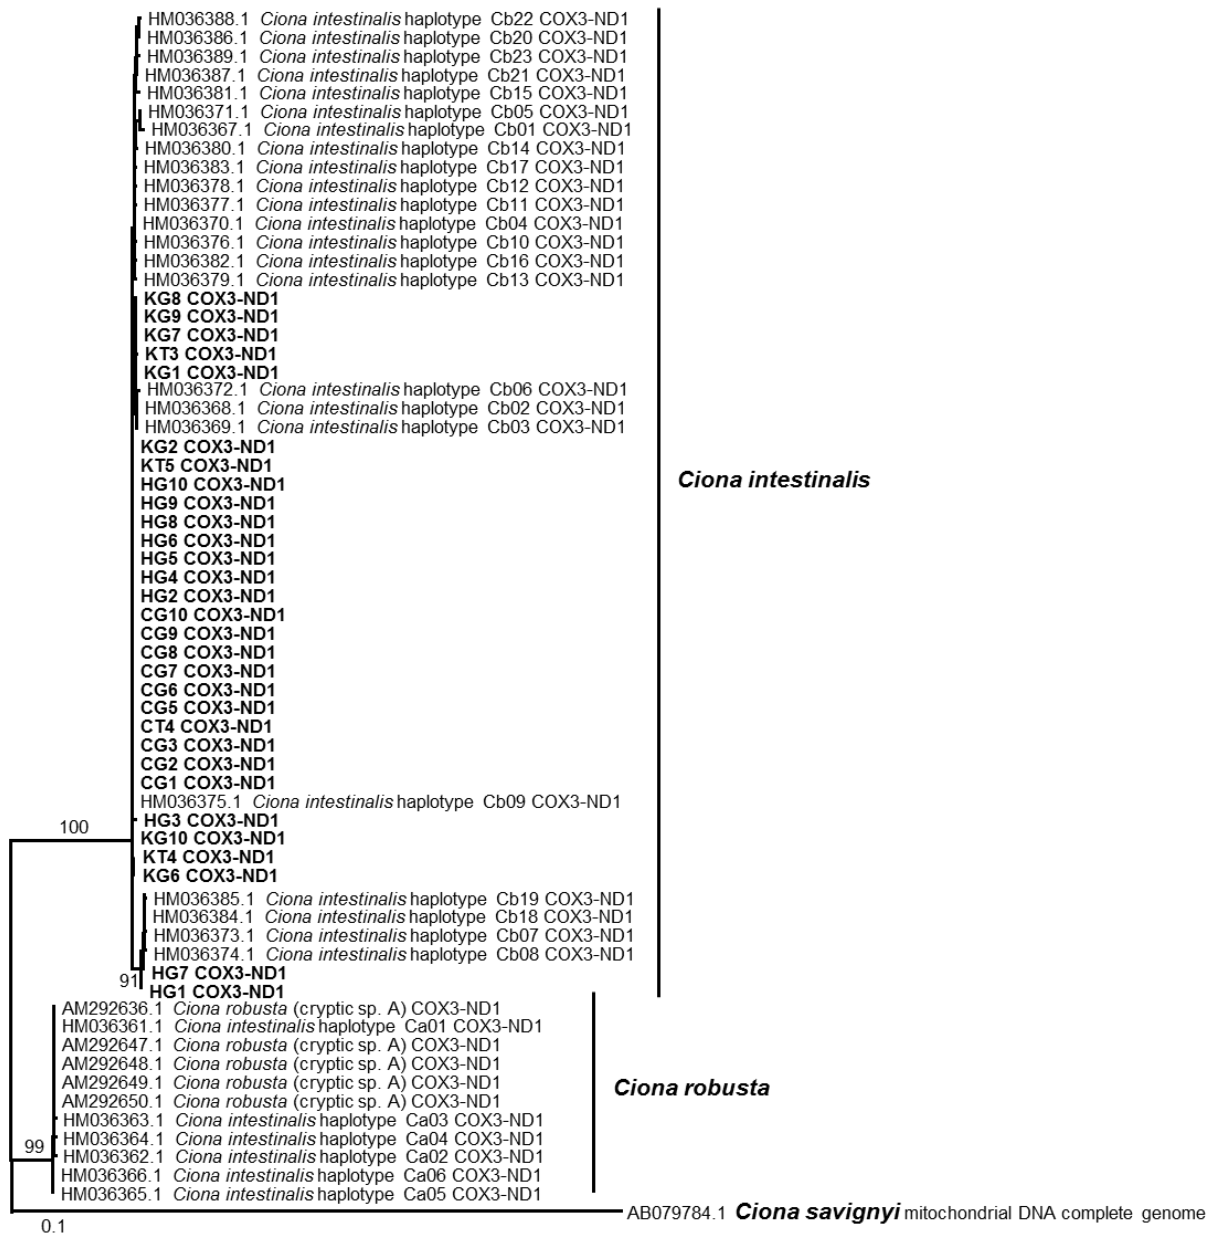 HM036388.1 Ciona intestinalis haplotype Cb22 COX3-ND1
HM036386.1 Ciona intestinalis haplotype Cb20 COX3-ND1
HM036389.1 Ciona intestinalis haplotype Cb23 COX3-ND1
HM036387.1 Ciona intestinalis haplotype Cb21 COX3-ND1
HM036381.1 Ciona intestinalis haplotype Cb15 COX3-ND1
HM036371.1 Ciona intestinalis haplotype Cb05 COX3-ND1
HM036367.1 Ciona intestinalis haplotype Cb01 COX3-ND1
HM036380.1 Ciona intestinalis haplotype Cb14 COX3-ND1
HM036383.1 Ciona intestinalis haplotype Cb17 COX3-ND1
HM036378.1 Ciona intestinalis haplotype Cb12 COX3-ND1
HM036377.1 Ciona intestinalis haplotype Cb11 COX3-ND1
HM036370.1 Ciona intestinalis haplotype Cb04 COX3-ND1
HM036376.1 Ciona intestinalis haplotype Cb10 COX3-ND1
HM036382.1 Ciona intestinalis haplotype Cb16 COX3-ND1
HM036379.1 Ciona intestinalis haplotype Cb13 COX3-ND1
KG8 COX3-ND1
KG9 COX3-ND1
KG7 COX3-ND1
KT3 COX3-ND1
KG1 COX3-ND1
HM036372.1 Ciona intestinalis haplotype Cb06 COX3-ND1
HM036368.1 Ciona intestinalis haplotype Cb02 COX3-ND1
HM036369.1 Ciona intestinalis haplotype Cb03 COX3-ND1
KG2 COX3-ND1
KT5 COX3-ND1
HG10 COX3-ND1
Ciona intestinalis
HG9 COX3-ND1
HG8 COX3-ND1
HG6 COX3-ND1
HG5 COX3-ND1
HG4 COX3-ND1
HG2 COX3-ND1
CG10 COX3-ND1
CG9 COX3-ND1
CG8 COX3-ND1
CG7 COX3-ND1
CG6 COX3-ND1
CG5 COX3-ND1
CT4 COX3-ND1
CG3 COX3-ND1
CG2 COX3-ND1
CG1 COX3-ND1
HM036375.1 Ciona intestinalis haplotype Cb09 COX3-ND1
HG3 COX3-ND1
100
KG10 COX3-ND1
KT4 COX3-ND1
KG6 COX3-ND1
HM036385.1 Ciona intestinalis haplotype Cb19 COX3-ND1
HM036384.1 Ciona intestinalis haplotype Cb18 COX3-ND1
HM036373.1 Ciona intestinalis haplotype Cb07 COX3-ND1
HM036374.1 Ciona intestinalis haplotype Cb08 COX3-ND1
HG7 COX3-ND1
91
HG1 COX3-ND1
AM292636.1 Ciona robusta (cryptic sp. A) COX3-ND1
HM036361.1 Ciona intestinalis haplotype Ca01 COX3-ND1
AM292647.1 Ciona robusta (cryptic sp. A) COX3-ND1
AM292648.1 Ciona robusta (cryptic sp. A) COX3-ND1
AM292649.1 Ciona robusta (cryptic sp. A) COX3-ND1
Ciona robusta
AM292650.1 Ciona robusta (cryptic sp. A) COX3-ND1
HM036363.1 Ciona intestinalis haplotype Ca03 COX3-ND1
HM036364.1 Ciona intestinalis haplotype Ca04 COX3-ND1
99
HM036362.1 Ciona intestinalis haplotype Ca02 COX3-ND1
HM036366.1 Ciona intestinalis haplotype Ca06 COX3-ND1
HM036365.1 Ciona intestinalis haplotype Ca05 COX3-ND1
AB079784.1 Ciona savignyi mitochondrial DNA complete genome
0.1